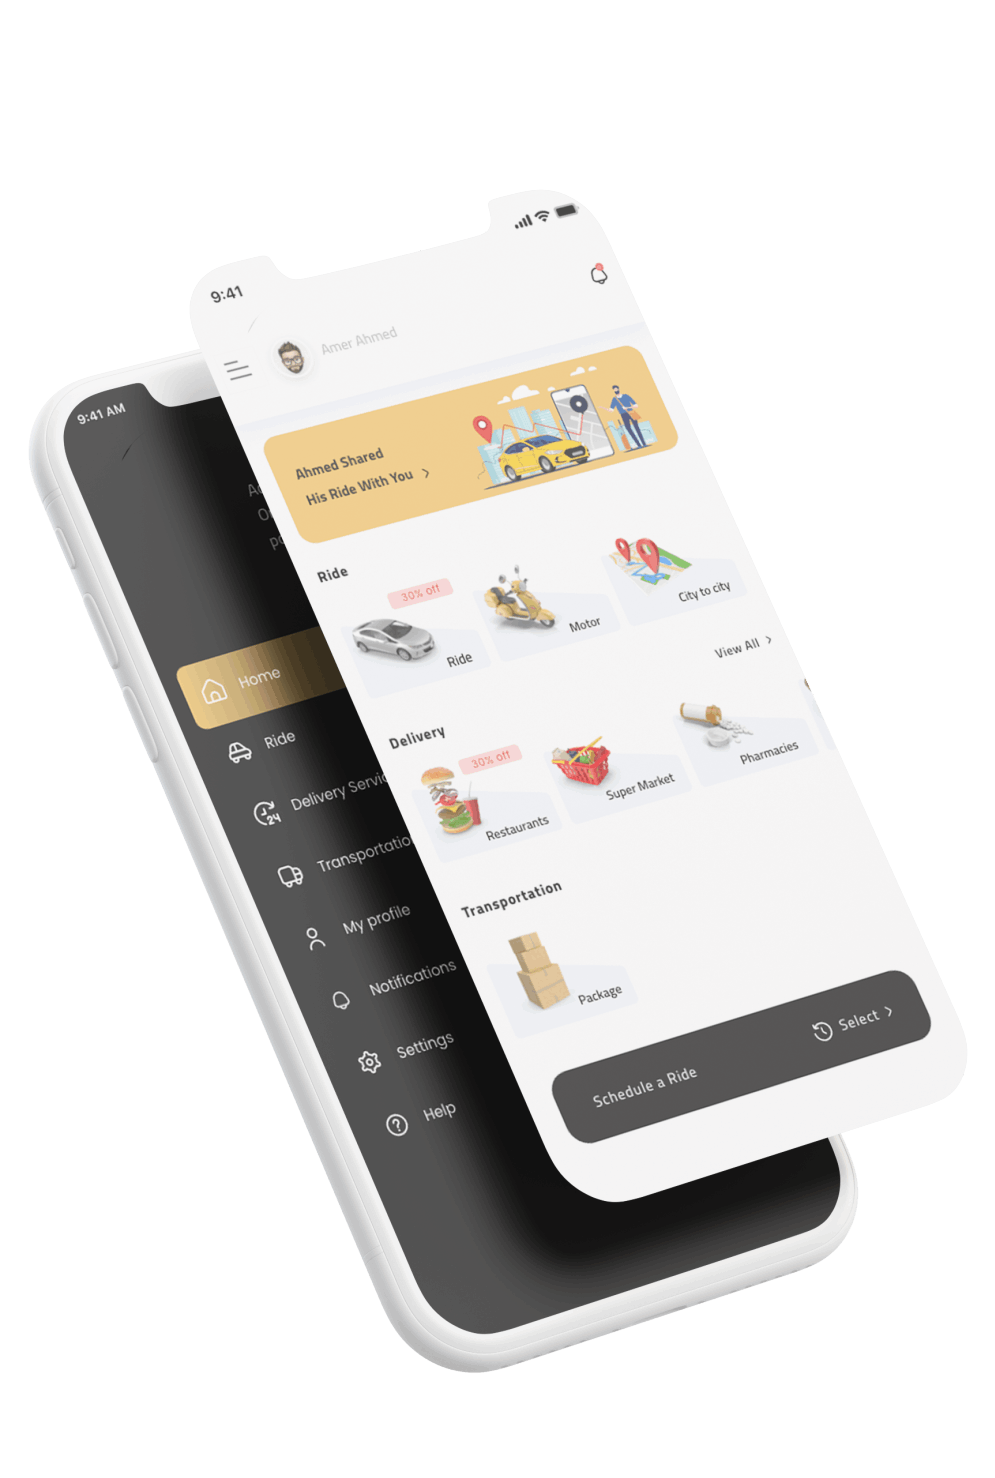 9:41
Amer Ahmed
Ahmed Shared
His Ride With You
Ride
30% off
Ride
Motor
City to city
View All
Delivery
30% off
Restaurants
Super Market
Pharmacies
Transportation
Package
Schedule a Ride
Select
9:41 AM
Home
Ride
24
Delivery
Transportation
My profile
Notifications
Settings
Help